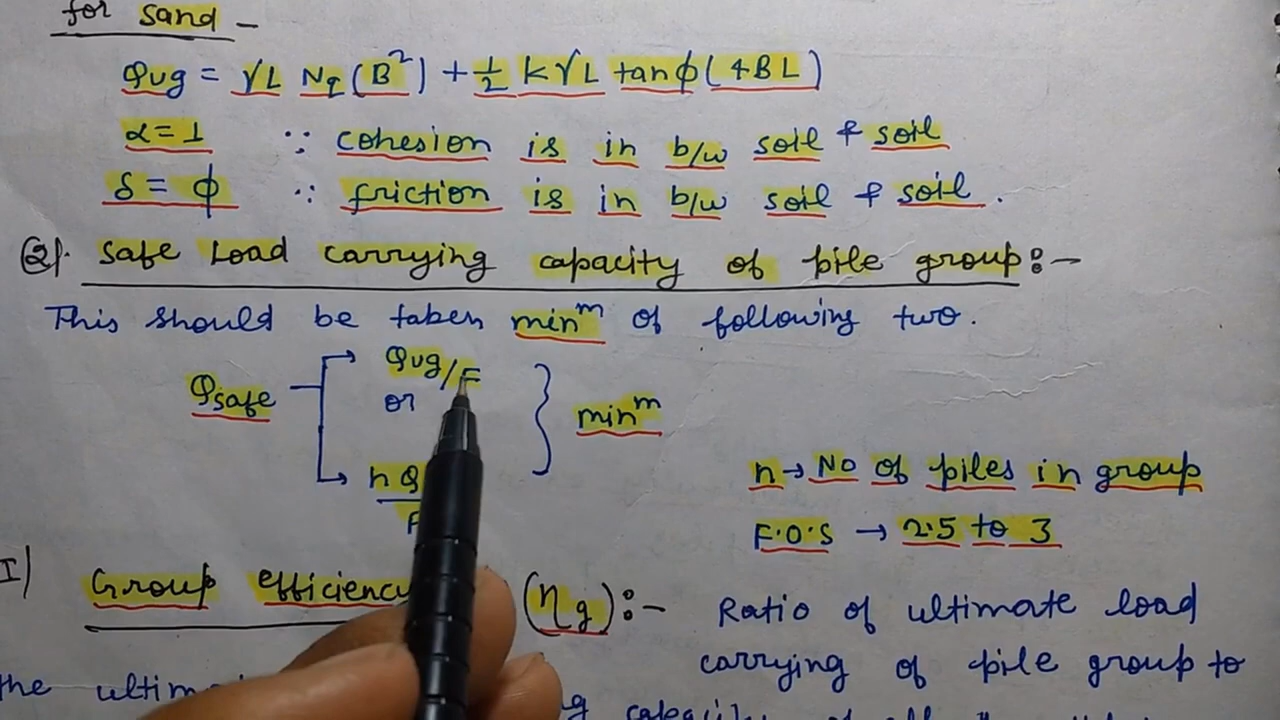 for sand –
Qug = γL Nq (B²) + 1/2 KγL tanϕ (4BL)
α = 1 ∵ cohesion is in b/w soil & soil
δ = ϕ ∵ friction is in b/w soil & soil.
Q). Safe Load carrying capacity of pile group :-
This should be taken minᵐ of following two.
Qsafe → Qug/F
or
n Q
F
} minᵐ
n → No of piles in group
F.O.S → 2.5 to 3
I) Group efficiency (ηg) :- Ratio of ultimate load
carrying of pile group to
the